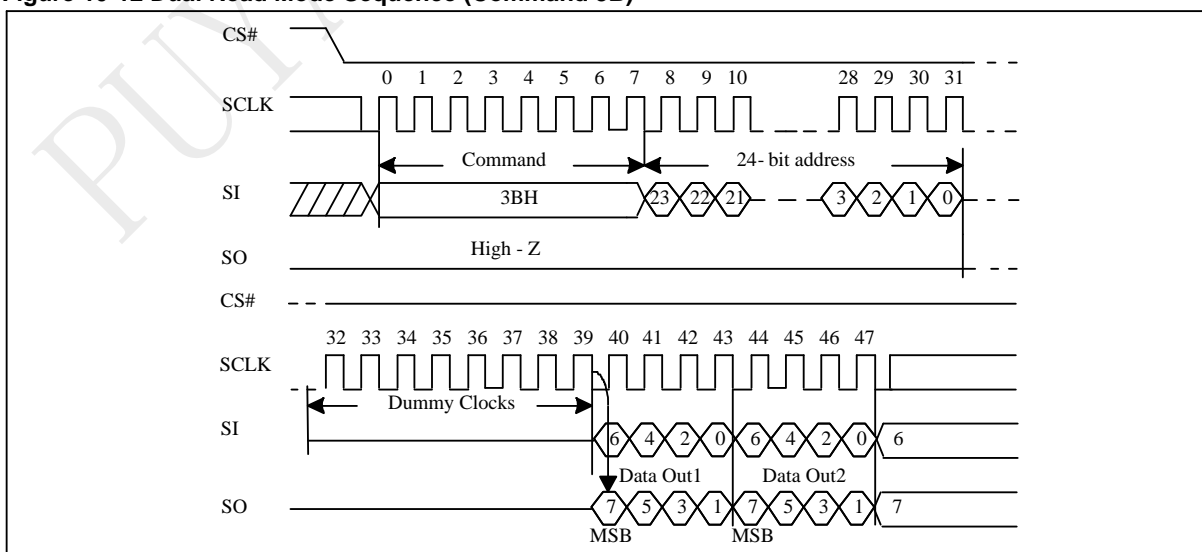 Figure 10-12 Dual Read Mode Sequence (Command 3B)
PUYA
CS#
0 1 2 3 4 5 6 7 8 9 10 28 29 30 31
SCLK
Command 24- bit address
SI 3BH 23 22 21 3 2 1 0
High - Z
SO
CS#
32 33 34 35 36 37 38 39 40 41 42 43 44 45 46 47
SCLK
Dummy Clocks
SI 6 4 2 0 6 4 2 0 6
Data Out1 Data Out2
SO 7 5 3 1 7 5 3 1 7
MSB MSB